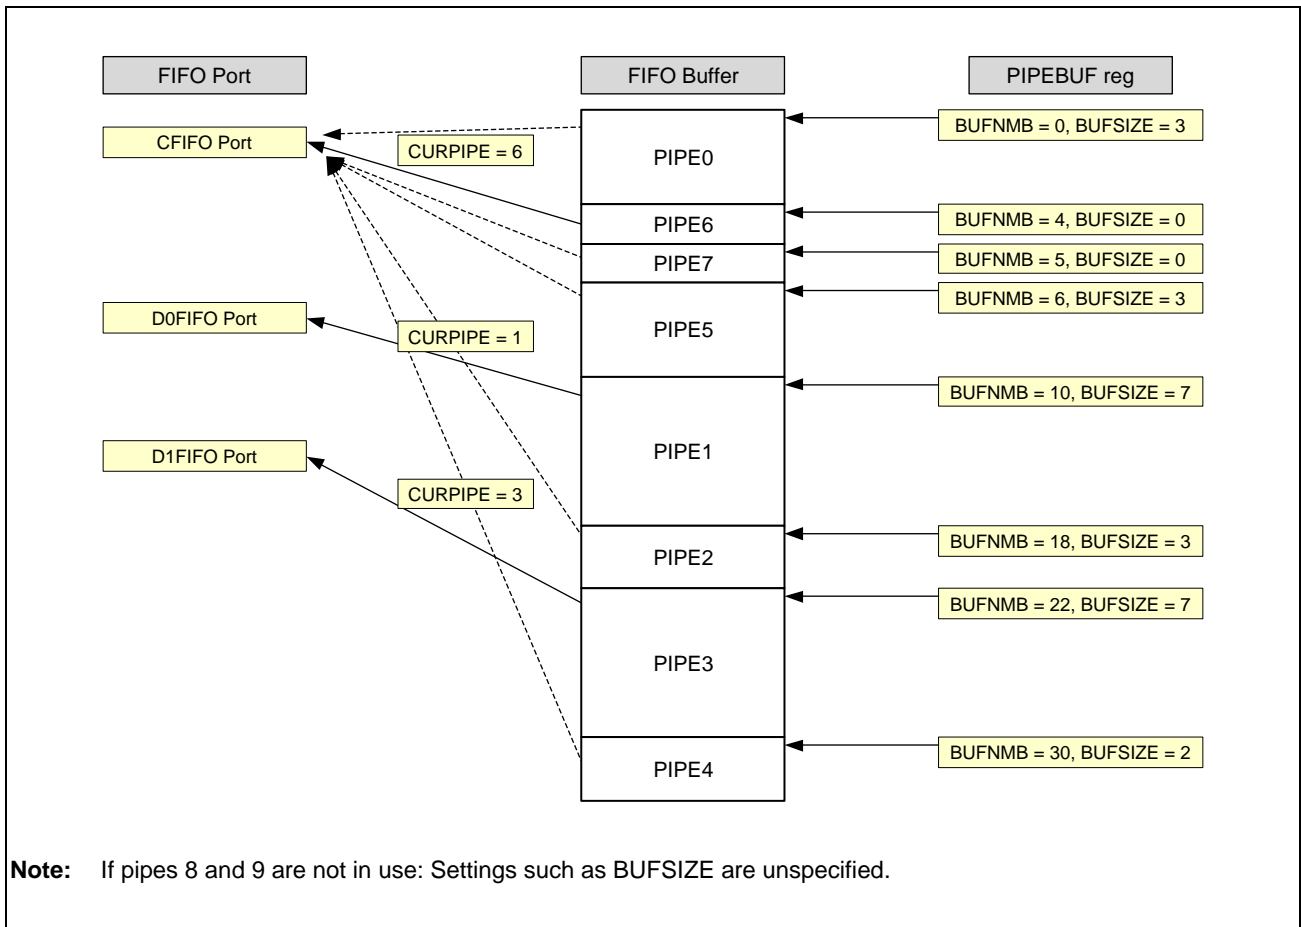 FIFO Port
FIFO Buffer
PIPEBUF reg
CFIFO Port
CURPIPE = 6
PIPE0
BUFNMB = 0, BUFSIZE = 3
PIPE6
BUFNMB = 4, BUFSIZE = 0
PIPE7
BUFNMB = 5, BUFSIZE = 0
D0FIFO Port
CURPIPE = 1
PIPE5
BUFNMB = 6, BUFSIZE = 3
BUFNMB = 10, BUFSIZE = 7
D1FIFO Port
CURPIPE = 3
PIPE1
PIPE2
BUFNMB = 18, BUFSIZE = 3
BUFNMB = 22, BUFSIZE = 7
PIPE3
PIPE4
BUFNMB = 30, BUFSIZE = 2
Note: If pipes 8 and 9 are not in use: Settings such as BUFSIZE are unspecified.